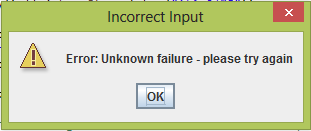 Incorrect Input
Error: Unknown failure - please try again
OK